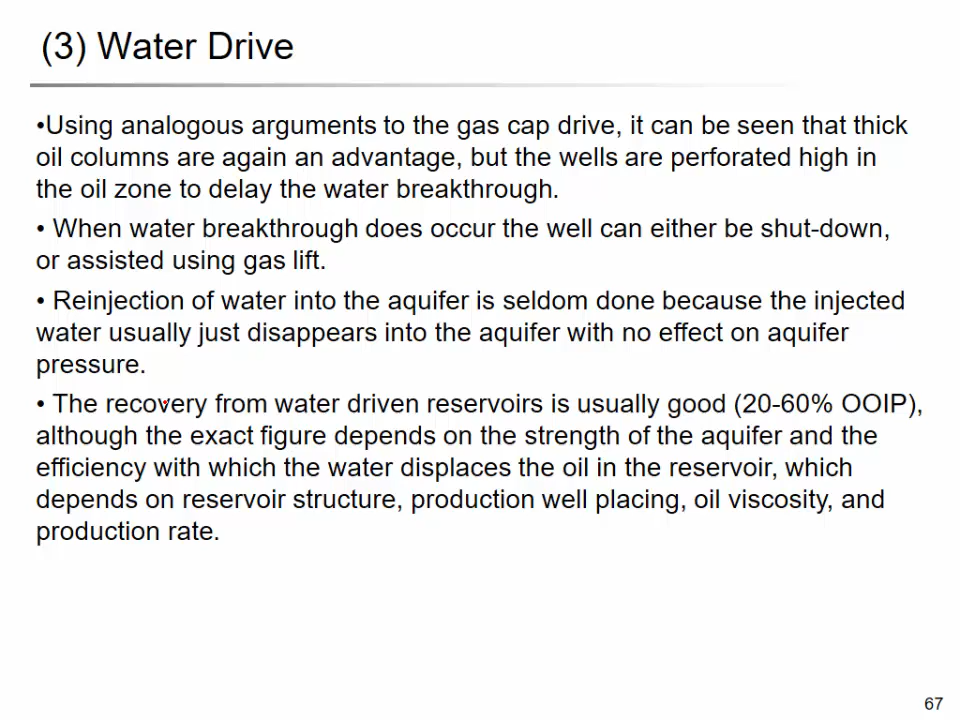 (3) Water Drive
•Using analogous arguments to the gas cap drive, it can be seen that thick
oil columns are again an advantage, but the wells are perforated high in
the oil zone to delay the water breakthrough.
• When water breakthrough does occur the well can either be shut-down,
or assisted using gas lift.
• Reinjection of water into the aquifer is seldom done because the injected
water usually just disappears into the aquifer with no effect on aquifer
pressure.
• The recovery from water driven reservoirs is usually good (20-60% OOIP),
although the exact figure depends on the strength of the aquifer and the
efficiency with which the water displaces the oil in the reservoir, which
depends on reservoir structure, production well placing, oil viscosity, and
production rate.
67